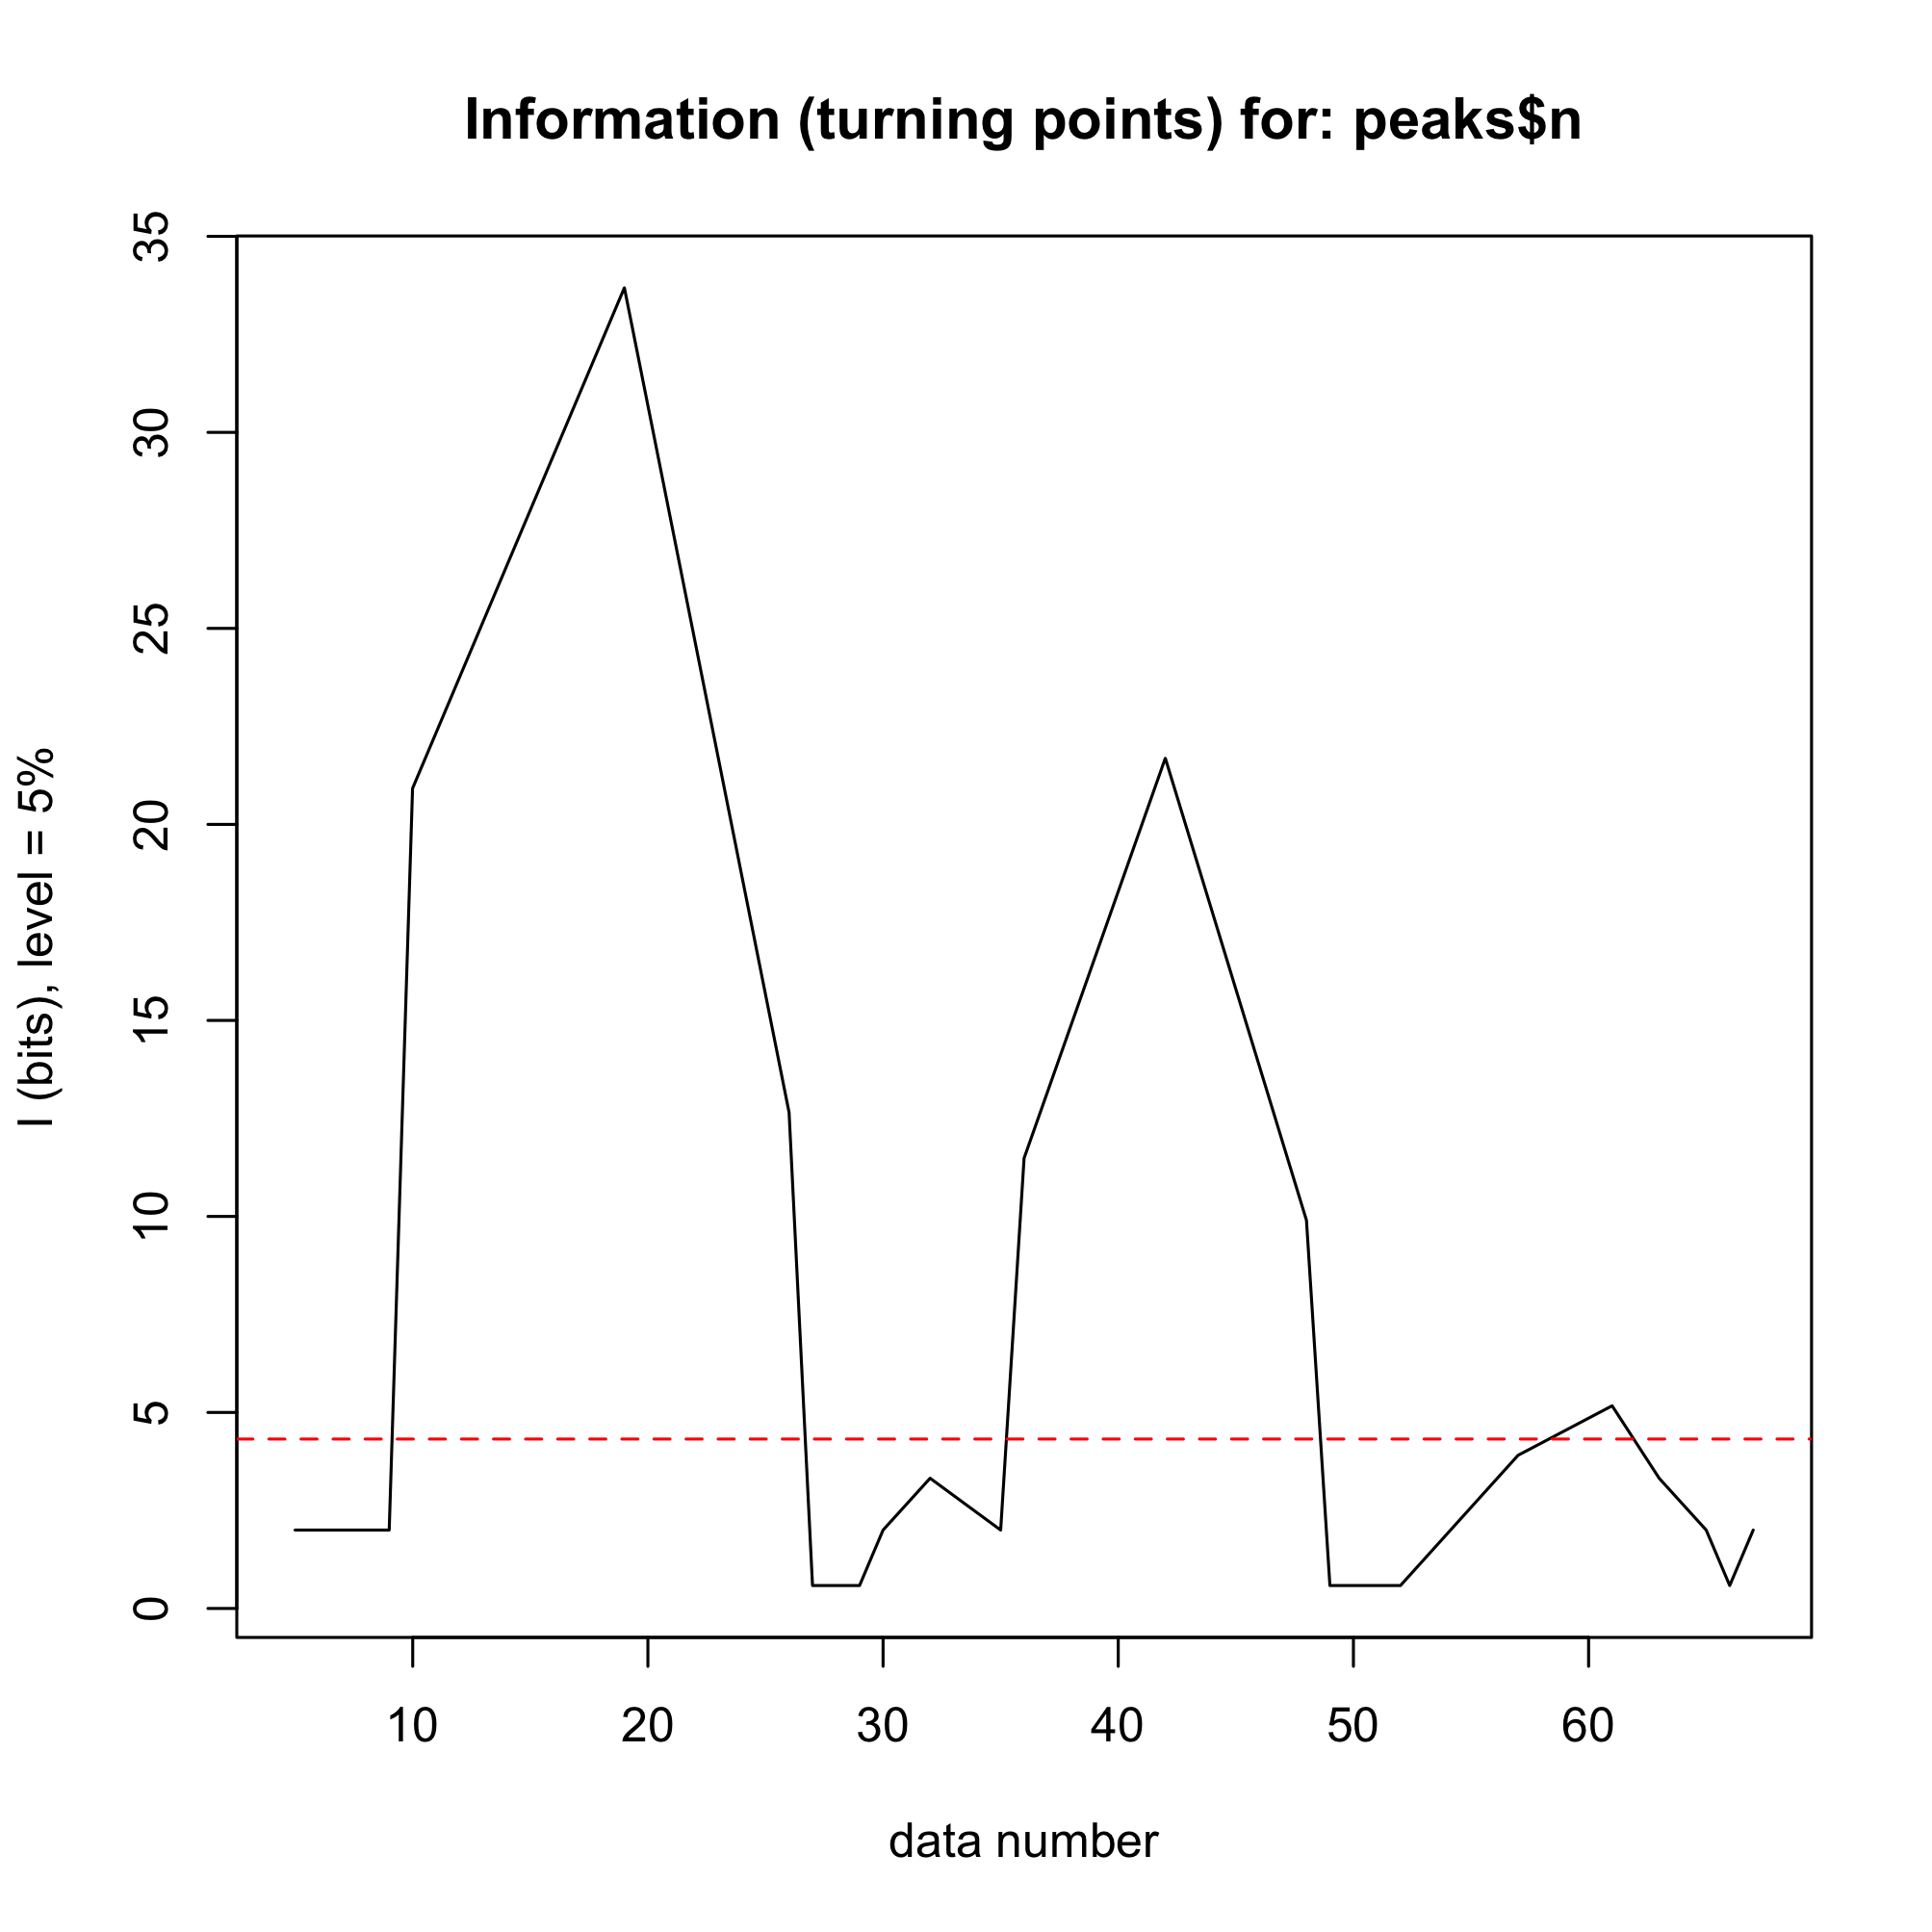 Information (turning points) for: peaks$n
I (bits), level = 5%
35
30
25
20
15
10
5
0
10 20 30 40 50 60
data number